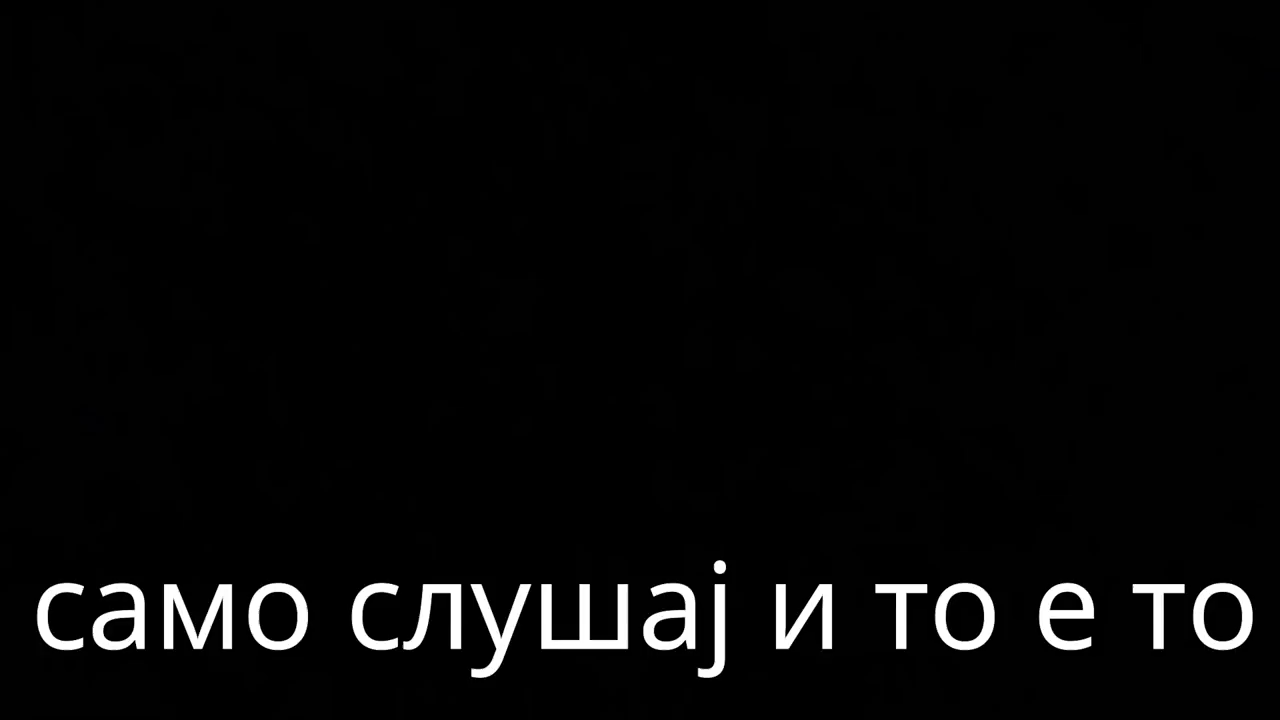 само слушај и то е то